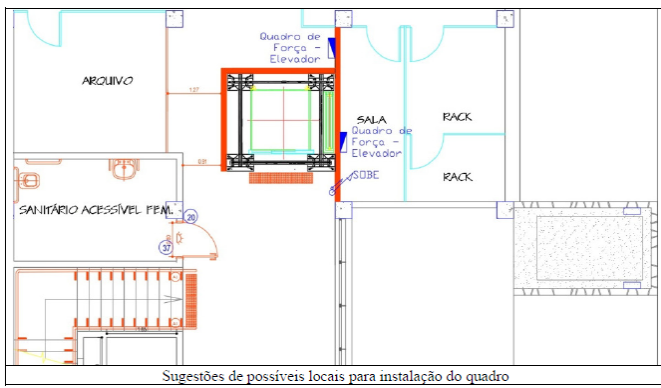 Quadro de
Força -
Elevador
ARQUIVO
137
SALA
RACK
Quadro de
Força -
Elevador
SOBE
RACK
SANITÁRIO ACESSÍVEL FEM.
20
37
Sugestões de possíveis locais para instalação do quadro